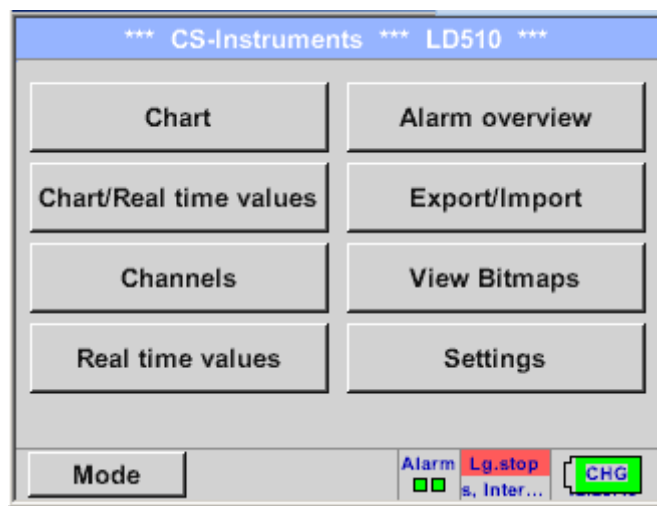 *** CS-Instruments *** LD510 ***
Chart
Alarm overview
Chart/Real time values
Export/Import
Channels
View Bitmaps
Real time values
Settings
Mode
Alarm
Lg.stop
s, Inter...
CHG